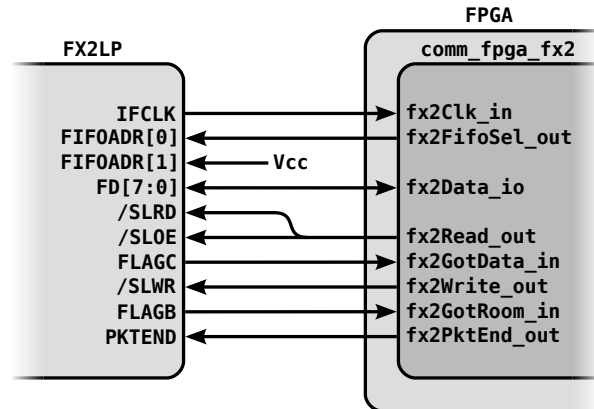 FPGA
FX2LP comm_fpga_fx2
IFCLK fx2Clk_in
FIFOADR[0] fx2FifoSel_out
FIFOADR[1] Vcc
FD[7:0] fx2Data_io
/SLRD
/SLOE fx2Read_out
FLAGC fx2GotData_in
/SLWR fx2Write_out
FLAGB fx2GotRoom_in
PKTEND fx2PktEnd_out